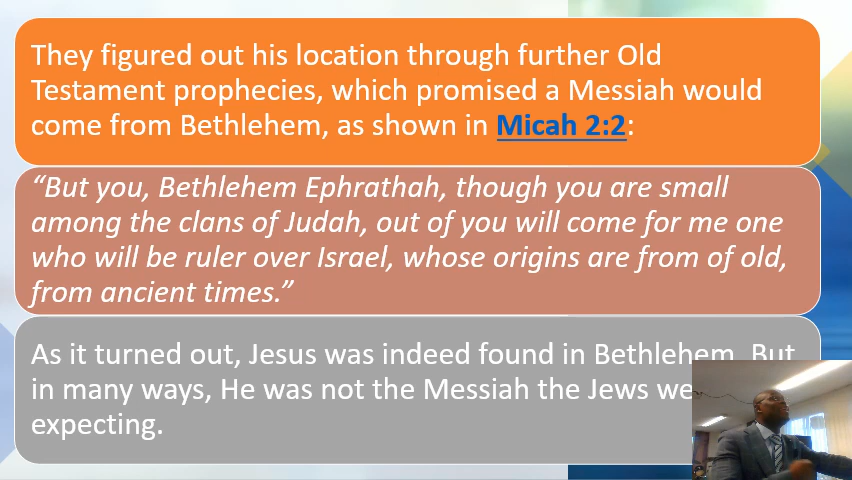 They figured out his location through further Old
Testament prophecies, which promised a Messiah would
come from Bethlehem, as shown in Micah 2:2:
“But you, Bethlehem Ephrathah, though you are small
among the clans of Judah, out of you will come for me one
who will be ruler over Israel, whose origins are from of old,
from ancient times.”
As it turned out, Jesus was indeed found in Bethlehem. But
in many ways, He was not the Messiah the Jews we
expecting.